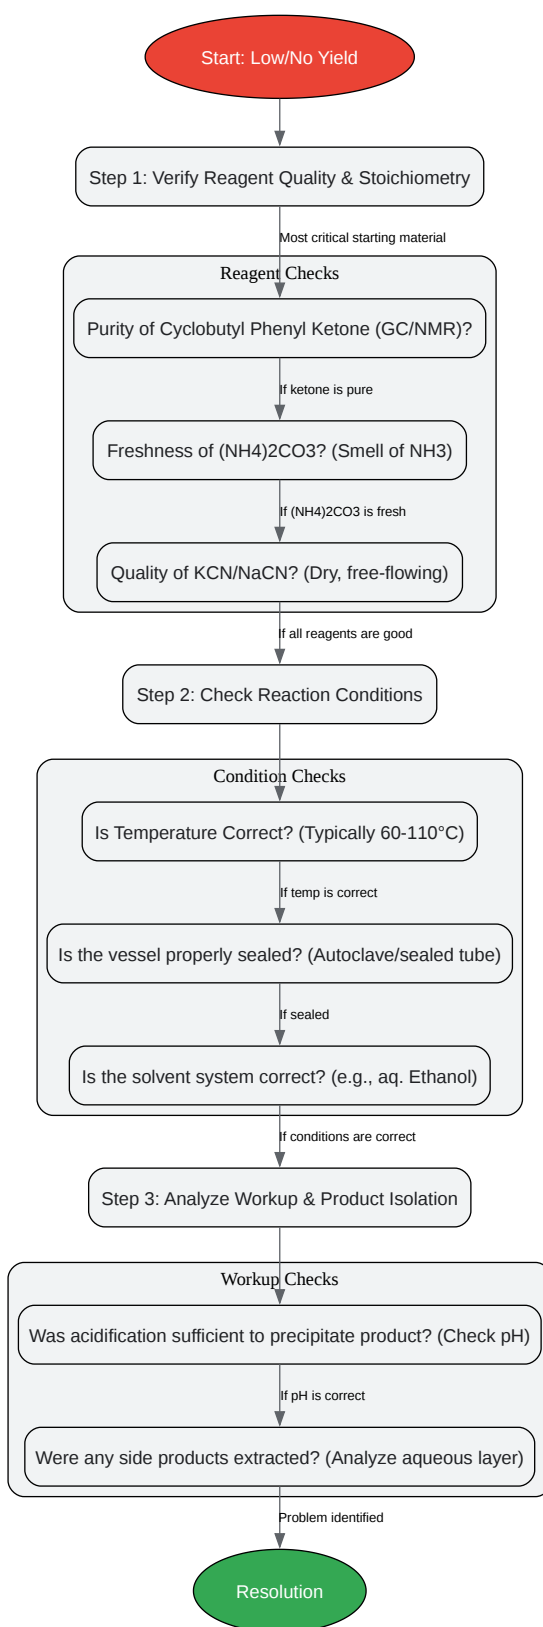 Start: Low/No Yield
Step 1: Verify Reagent Quality & Stoichiometry
Most critical starting material
Reagent Checks
Purity of Cyclobutyl Phenyl Ketone (GC/NMR)?
If ketone is pure
Freshness of (NH4)2CO3? (Smell of NH3)
If (NH4)2CO3 is fresh
Quality of KCN/NaCN? (Dry, free-flowing)
If all reagents are good
Step 2: Check Reaction Conditions
Condition Checks
Is Temperature Correct? (Typically 60-110°C)
If temp is correct
Is the vessel properly sealed? (Autoclave/sealed tube)
If sealed
Is the solvent system correct? (e.g., aq. Ethanol)
If conditions are correct
Step 3: Analyze Workup & Product Isolation
Workup Checks
Was acidification sufficient to precipitate product? (Check pH)
If pH is correct
Were any side products extracted? (Analyze aqueous layer)
Problem identified
Resolution